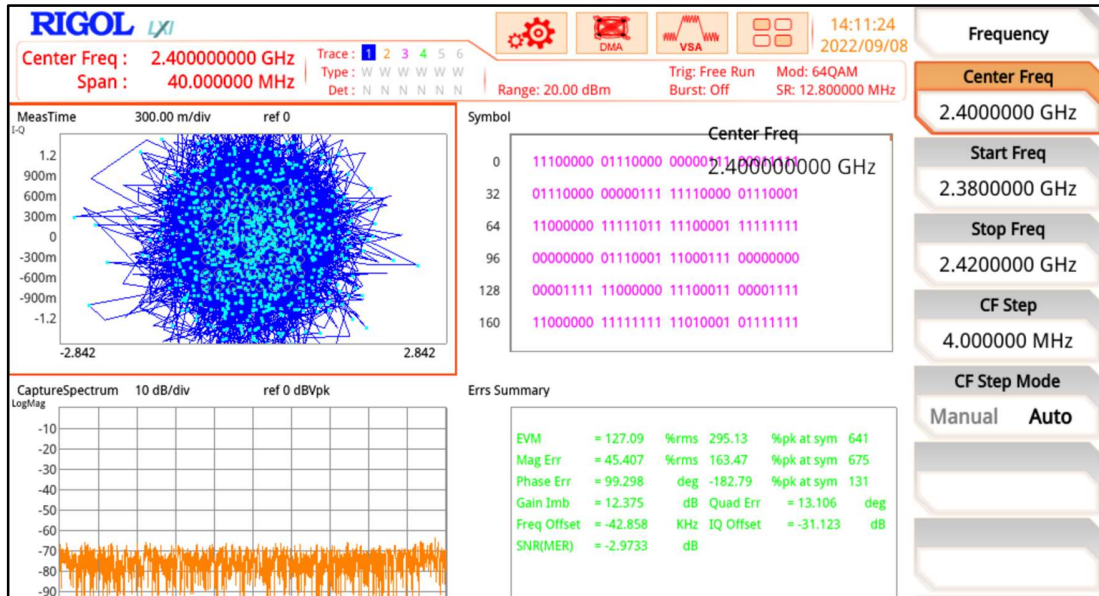 RIGOL LXI
DMA
VSA
14:11:24
2022/09/08
Center Freq : 2.400000000 GHz
Span : 40.000000 MHz
Trace : 1 2 3 4 5 6
Type : W W W W W W
Det : N N N N N N
Range: 20.00 dBm
Trig: Free Run
Burst: Off
Mod: 64QAM
SR: 12.800000 MHz
MeasTime 300.00 m/div ref 0
I-Q
1.2
900m
600m
300m
0
-300m
-600m
-900m
-1.2
-2.842 2.842
Symbol
Center Freq
2.400000000 GHz
0 11100000 01110000 00000111 00011111
32 01110000 00000111 11110000 01110001
64 11000000 11111011 11100001 11111111
96 00000000 01110001 11000111 00000000
128 00001111 11000000 11100011 00001111
160 11000000 11111111 11010001 01111111
CaptureSpectrum 10 dB/div ref 0 dBVpk
LogMag
-10
-20
-30
-40
-50
-60
-70
-80
-90
Errs Summary
EVM = 127.09 %rms 295.13 %pk at sym 641
Mag Err = 45.407 %rms 163.47 %pk at sym 675
Phase Err = 99.298 deg -182.79 %pk at sym 131
Gain Imb = 12.375 dB Quad Err = 13.106 deg
Freq Offset = -42.858 KHz IQ Offset = -31.123 dB
SNR(MER) = -2.9733 dB
Frequency
Center Freq
2.4000000 GHz
Start Freq
2.3800000 GHz
Stop Freq
2.4200000 GHz
CF Step
4.000000 MHz
CF Step Mode
Manual Auto